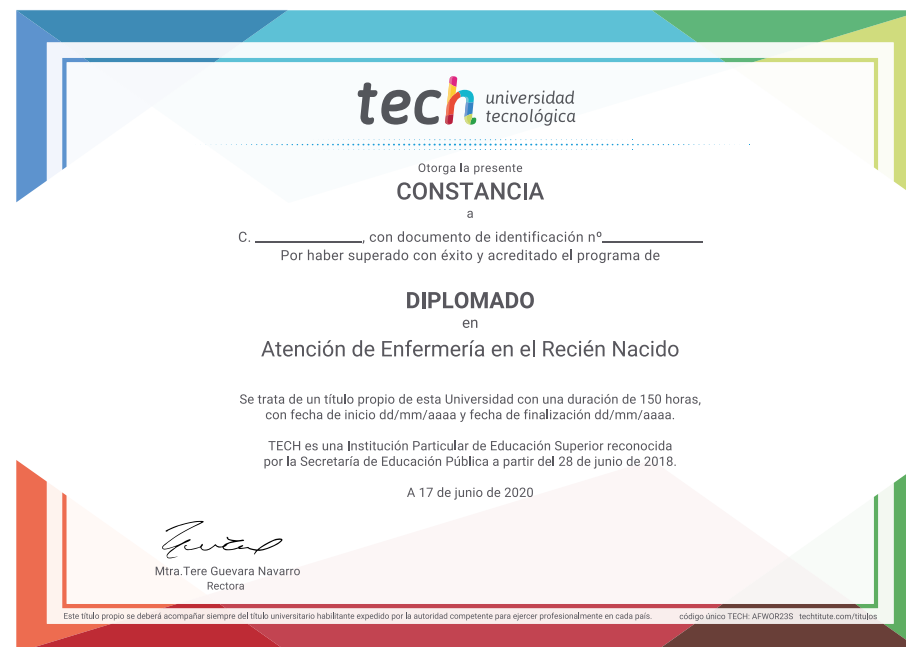 tech universidad
tecnológica
Otorga la presente
CONSTANCIA
a
C. ______________, con documento de identificación nº_____________
Por haber superado con éxito y acreditado el programa de
DIPLOMADO
en
Atención de Enfermería en el Recién Nacido
Se trata de un título propio de esta Universidad con una duración de 150 horas,
con fecha de inicio dd/mm/aaaa y fecha de finalización dd/mm/aaaa.
TECH es una Institución Particular de Educación Superior reconocida
por la Secretaría de Educación Pública a partir del 28 de junio de 2018.
A 17 de junio de 2020
Mtra.Tere Guevara Navarro
Rectora
Este título propio se deberá acompañar siempre del título universitario habilitante expedido por la autoridad competente para ejercer profesionalmente en cada país. código único TECH: AFWOR23S techtitute.com/titulos